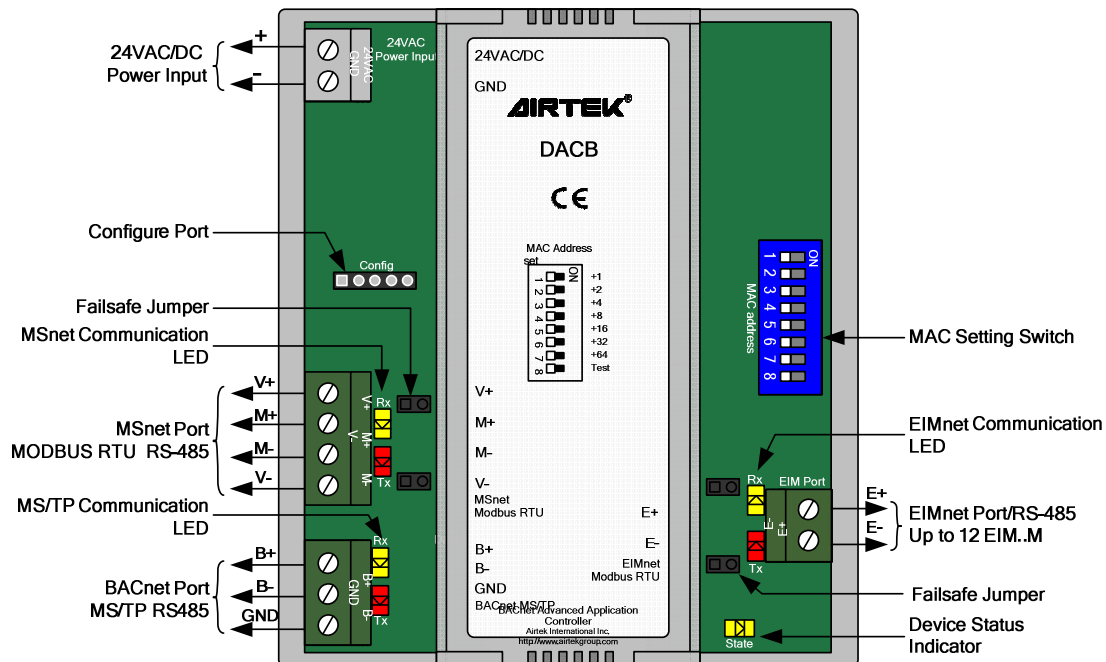 24VAC/DC
Power Input
+
-
24VAC
GND
24VAC
Power Input
Configure Port
Config
Failsafe Jumper
MSnet Communication
LED
V+
M+
M-
V-
MSnet Port
MODBUS RTU RS-485
V+
M+
V-
M-
Rx
Tx
MS/TP Communication
LED
B+
B-
GND
BACnet Port
MS/TP RS485
B+
GND
B-
Rx
Tx
24VAC/DC
GND
AIRTEK®
DACB
CE
MAC Address
set
ON
1 +1
2 +2
3 +4
4 +8
5 +16
6 +32
7 +64
8 Test
V+
M+
M-
V-
MSnet
Modbus RTU
E+
E-
EIMnet
Modbus RTU
B+
B-
GND
BACnet MS/TP
BACnet Advanced Application
Controller
Airtek International Inc,
http://www.airtekgroup.com
MAC address
ON
1
2
3
4
5
6
7
8
MAC Setting Switch
EIMnet Communication
LED
Rx
Tx
EIM Port
E+
E-
E+
E-
EIMnet Port/RS-485
Up to 12 EIM..M
Failsafe Jumper
State
Device Status
Indicator